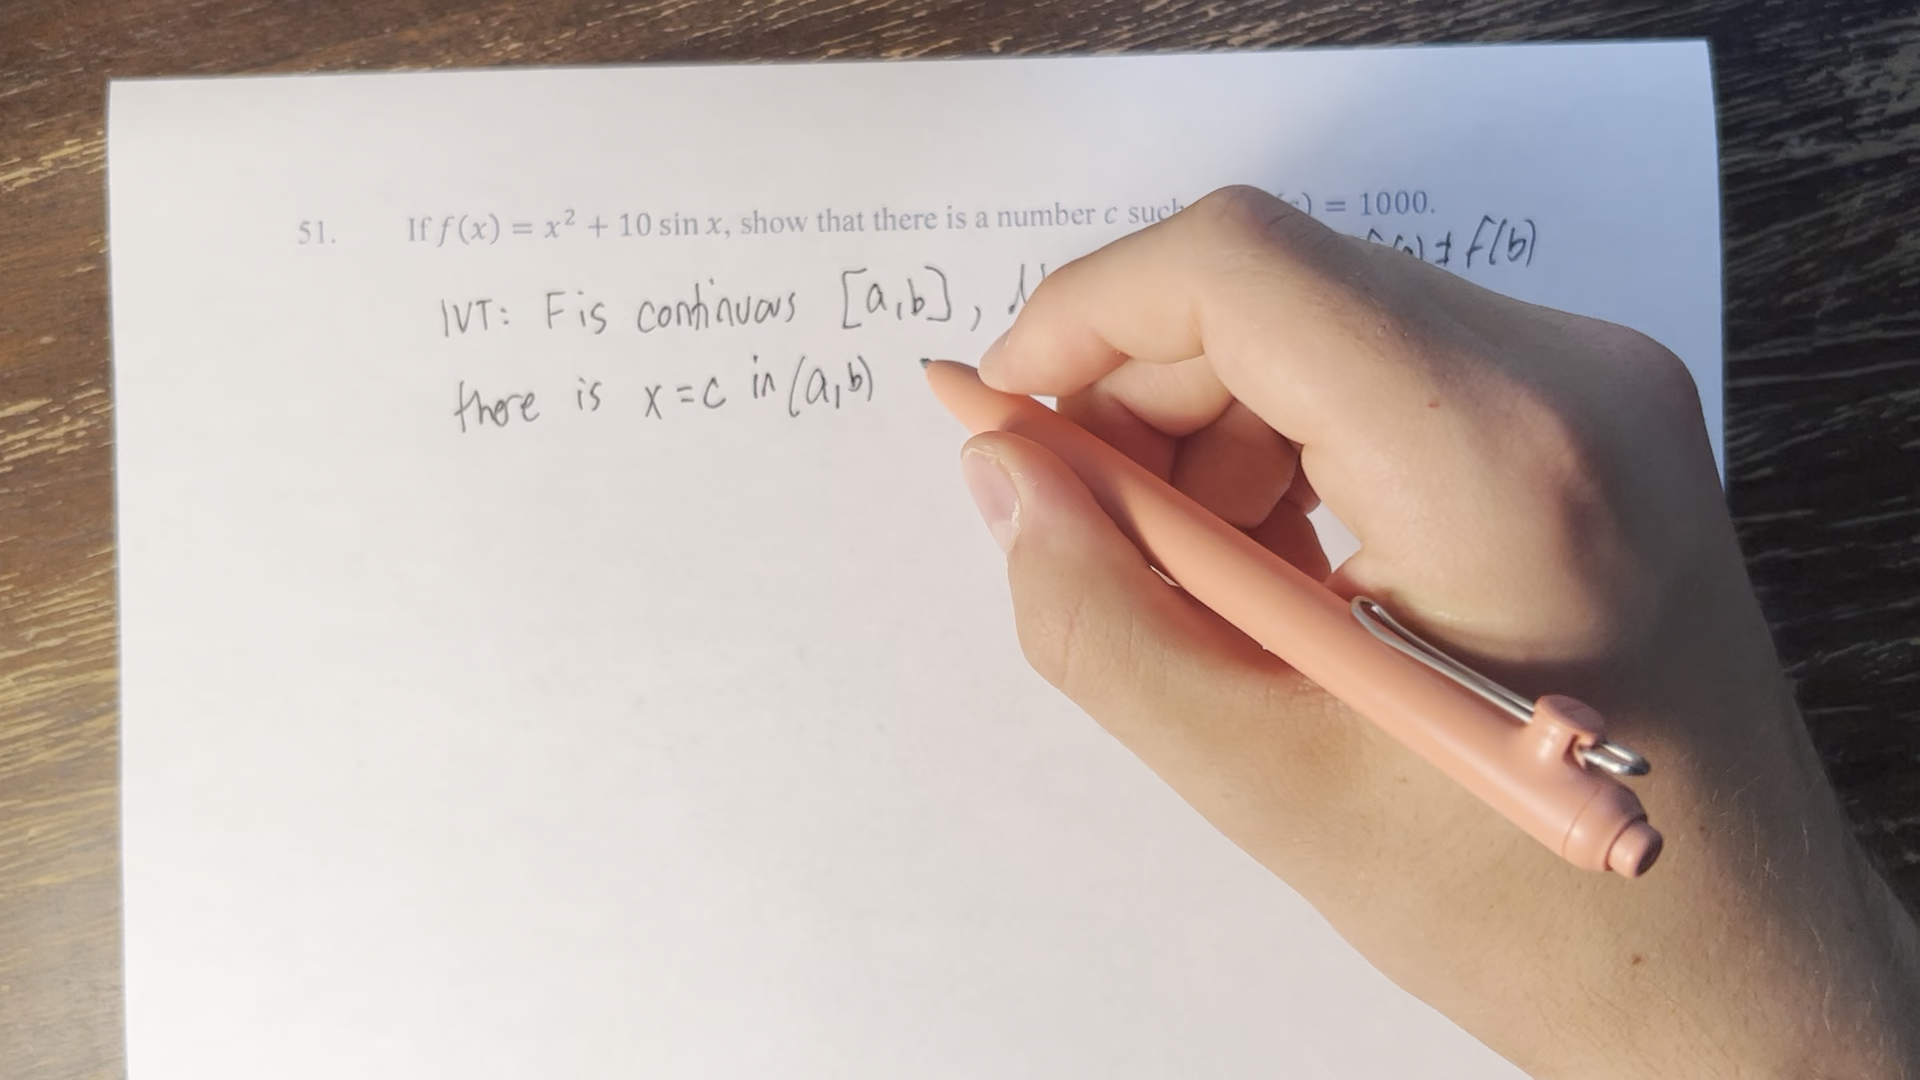 51. If f(x) = x² + 10 sin x, show that there is a number c such = 1000.
IVT: F is continuous [a,b], ≠ f(b)
there is x=c in (a,b)